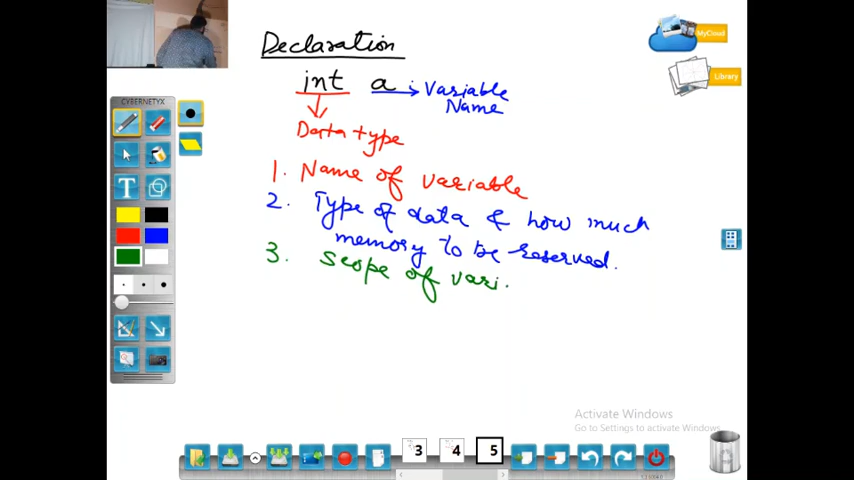 Declaration
int a → Variable
Name
Data type
1. Name of variable
2. Type of data & how much
memory to be reserved.
3. Scope of vari
CYBERNETYX
T
MyCloud
Library
Activate Windows
Go to Settings to activate Windows.
3 4 5